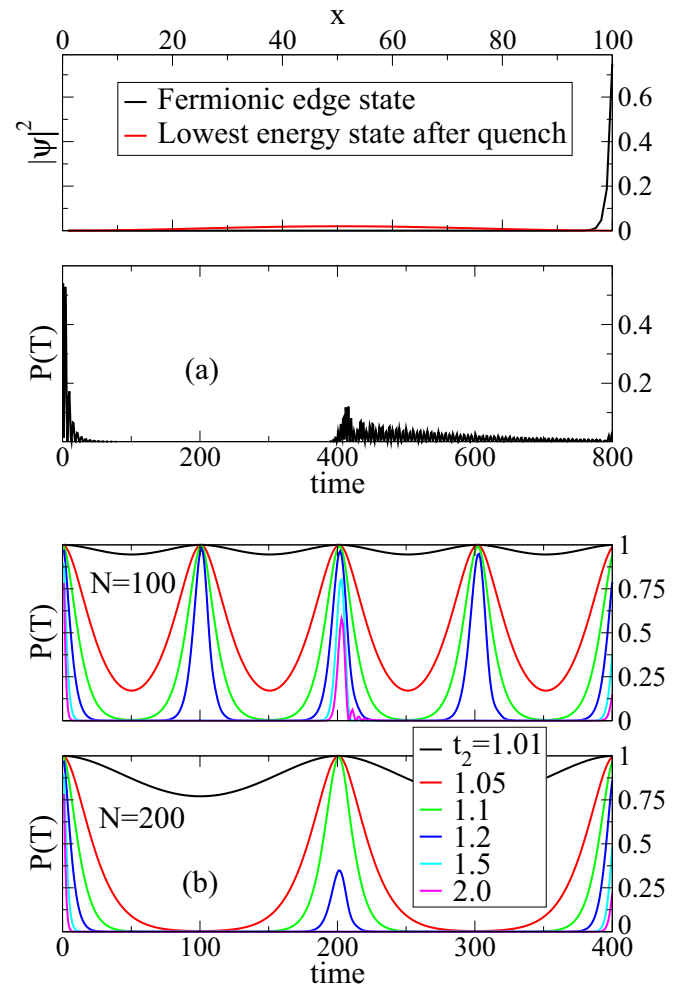 x
0 20 40 60 80 100
Fermionic edge state
Lowest energy state after quench
|ψ|²
0.6
0.4
0.2
0
P(T)
(a)
0.4
0.2
0 200 400 600 800
time
N=100
P(T)
1
0.75
0.5
0.25
0
t₂=1.01
1.05
1.1
1.2
1.5
2.0
N=200
P(T)
(b)
1
0.75
0.5
0.25
0
0 100 200 300 400
time